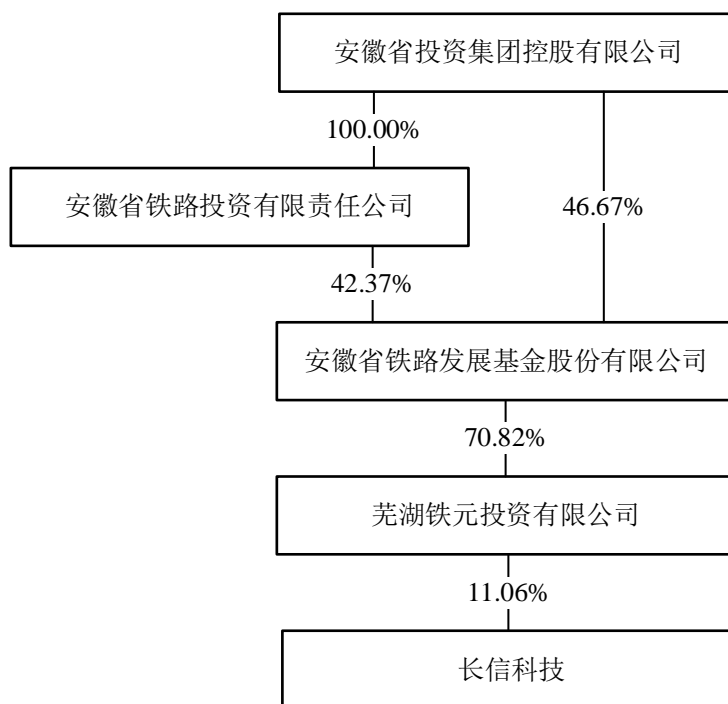 安徽省投资集团控股有限公司
100.00%
安徽省铁路投资有限责任公司
46.67%
42.37%
安徽省铁路发展基金股份有限公司
70.82%
芜湖铁元投资有限公司
11.06%
长信科技